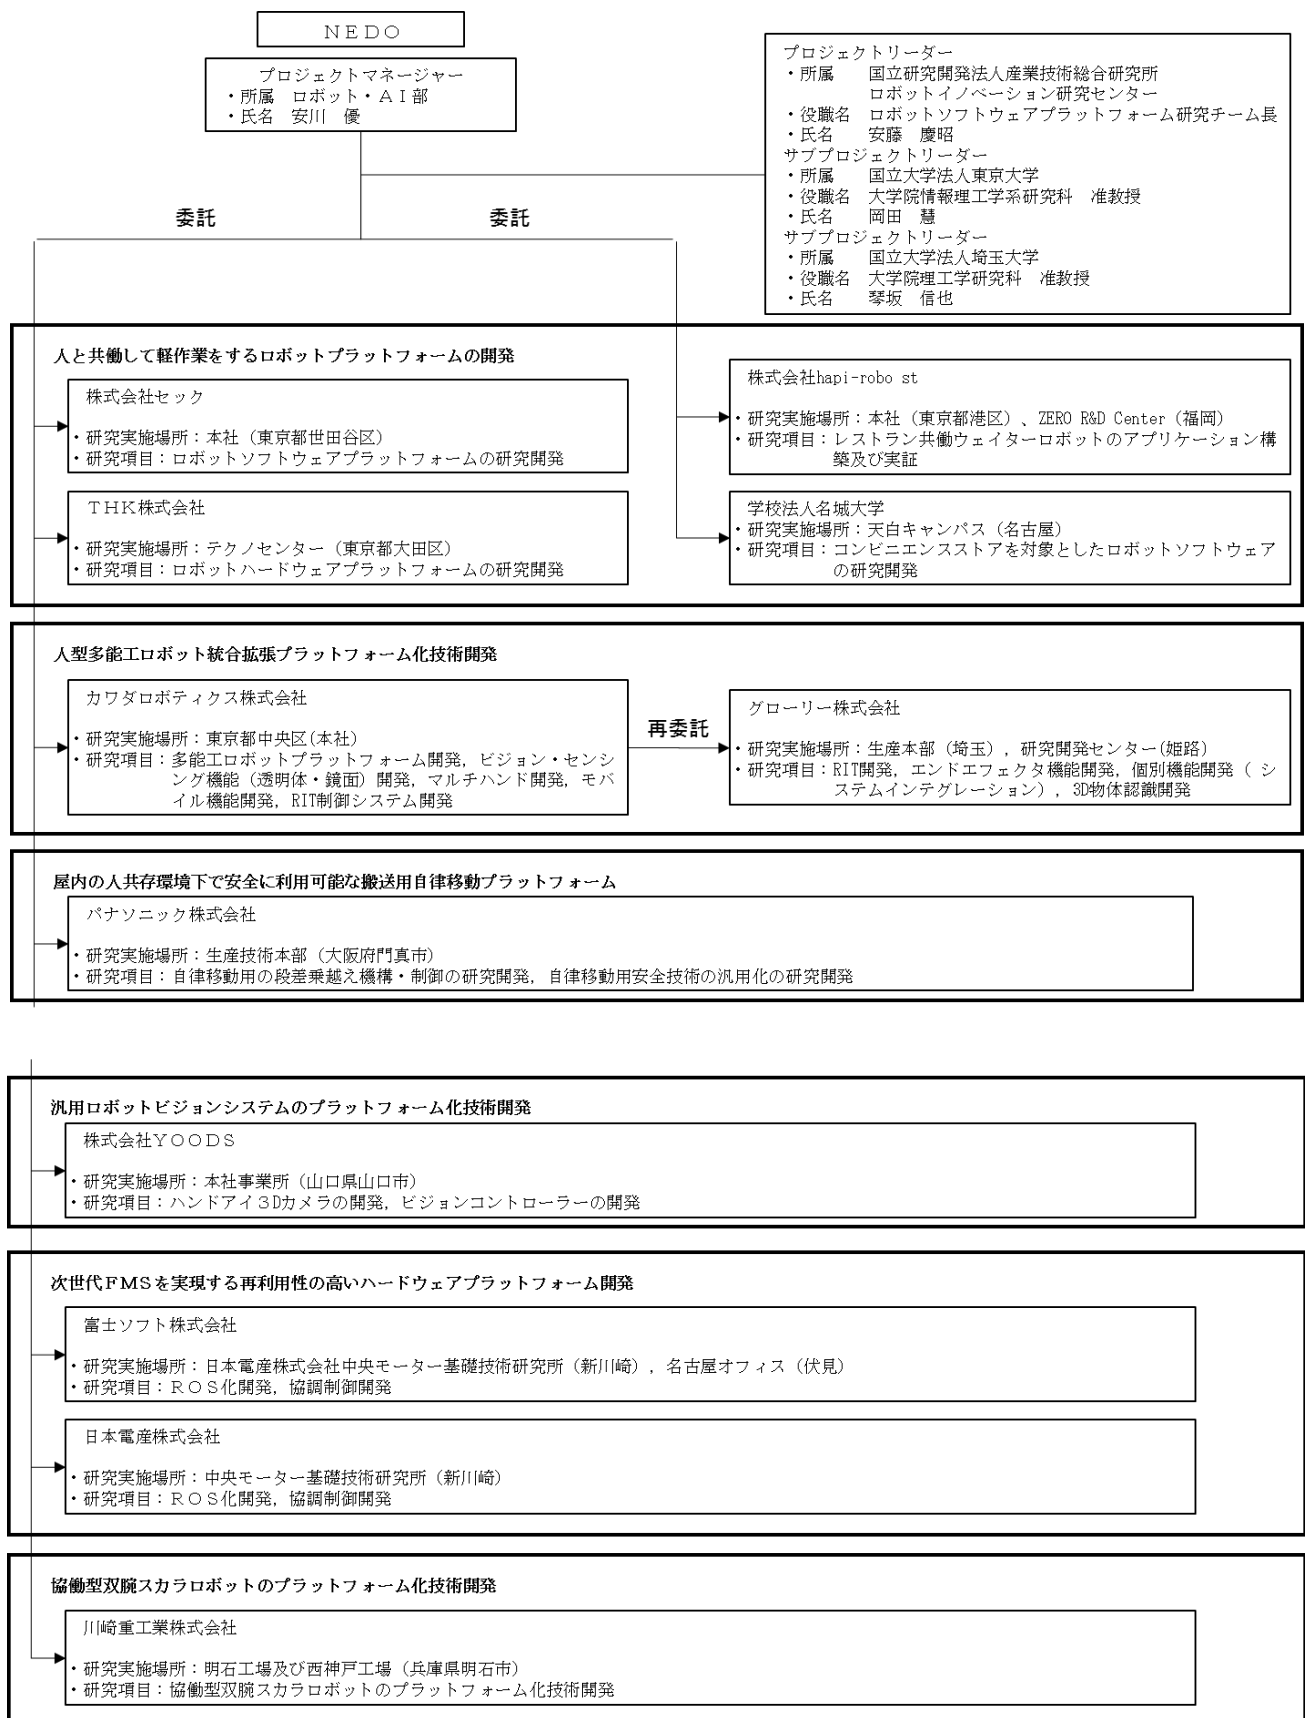 ＮＥＤＯ
プロジェクトマネージャー
・所属　ロボット・ＡＩ部
・氏名　安川　優
プロジェクトリーダー
・所属　　国立研究開発法人産業技術総合研究所
ロボットイノベーション研究センター
・役職名　ロボットソフトウェアプラットフォーム研究チーム長
・氏名　　安藤　慶昭
サブプロジェクトリーダー
・所属　　国立大学法人東京大学
・役職名　大学院情報理工学系研究科　准教授
・氏名　　岡田　慧
サブプロジェクトリーダー
・所属　　国立大学法人埼玉大学
・役職名　大学院理工学研究科　准教授
・氏名　　琴坂　信也
委託
委託
人と共働して軽作業をするロボットプラットフォームの開発
株式会社セック
・研究実施場所：本社（東京都世田谷区）
・研究項目：ロボットソフトウェアプラットフォームの研究開発
ＴＨＫ株式会社
・研究実施場所：テクノセンター（東京都大田区）
・研究項目：ロボットハードウェアプラットフォームの研究開発
株式会社hapi-robo st
・研究実施場所：本社（東京都港区）、ZERO R&D Center（福岡）
・研究項目：レストラン共働ウェイターロボットのアプリケーション構
築及び実証
学校法人名城大学
・研究実施場所：天白キャンパス（名古屋）
・研究項目：コンビニエンスストアを対象としたロボットソフトウェア
の研究開発
人型多能工ロボット統合拡張プラットフォーム化技術開発
カワダロボティクス株式会社
・研究実施場所：東京都中央区(本社)
・研究項目：多能工ロボットプラットフォーム開発, ビジョン・センシ
ング機能（透明体・鏡面）開発, マルチハンド開発, モバ
イル機能開発, RIT制御システム開発
再委託
グローリー株式会社
・研究実施場所：生産本部（埼玉）, 研究開発センター(姫路)
・研究項目：RIT開発, エンドエフェクタ機能開発, 個別機能開発（ シ
ステムインテグレーション）, 3D物体認識開発
屋内の人共存環境下で安全に利用可能な搬送用自律移動プラットフォーム
パナソニック株式会社
・研究実施場所：生産技術本部（大阪府門真市）
・研究項目：自律移動用の段差乗越え機構・制御の研究開発, 自律移動用安全技術の汎用化の研究開発
汎用ロボットビジョンシステムのプラットフォーム化技術開発
株式会社ＹＯＯＤＳ
・研究実施場所：本社事業所（山口県山口市）
・研究項目：ハンドアイ３Dカメラの開発, ビジョンコントローラーの開発
次世代ＦＭＳを実現する再利用性の高いハードウェアプラットフォーム開発
富士ソフト株式会社
・研究実施場所：日本電産株式会社中央モーター基礎技術研究所（新川崎）, 名古屋オフィス（伏見）
・研究項目：ＲＯＳ化開発, 協調制御開発
日本電産株式会社
・研究実施場所：中央モーター基礎技術研究所（新川崎）
・研究項目：ＲＯＳ化開発, 協調制御開発
協働型双腕スカラロボットのプラットフォーム化技術開発
川崎重工業株式会社
・研究実施場所：明石工場及び西神戸工場（兵庫県明石市）
・研究項目：協働型双腕スカラロボットのプラットフォーム化技術開発